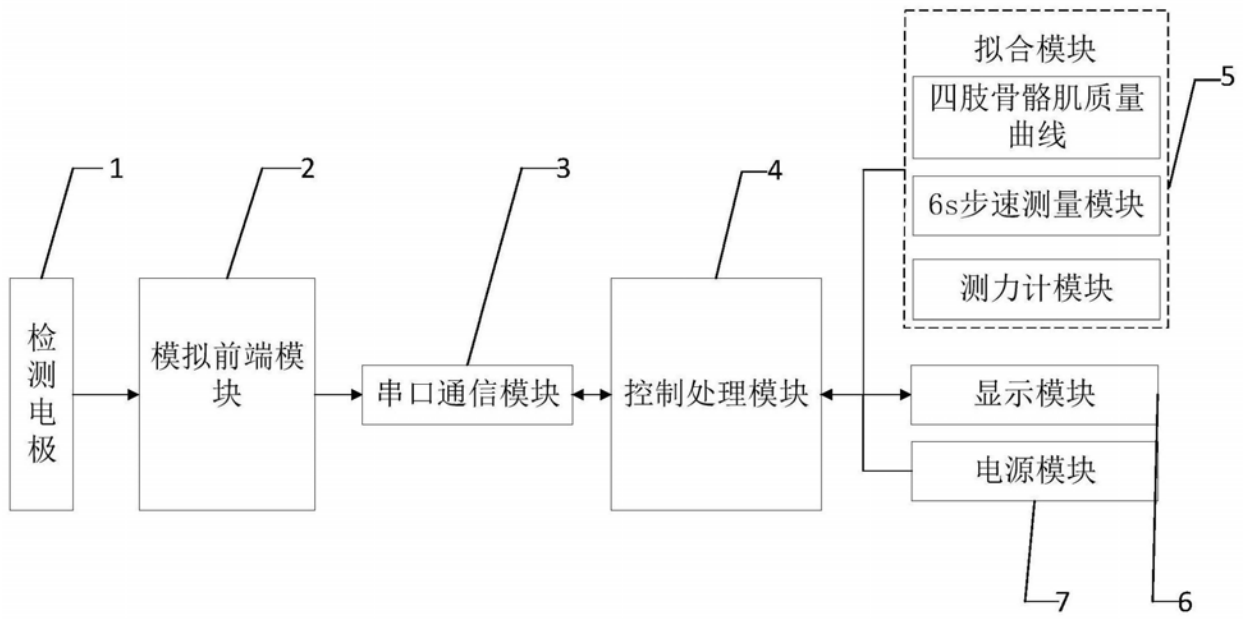 拟合模块
四肢骨骼肌质量
曲线
6s步速测量模块
测力计模块
5
1
2
3
4
检测电极
模拟前端模
块
串口通信模块
控制处理模块
显示模块
电源模块
7
6